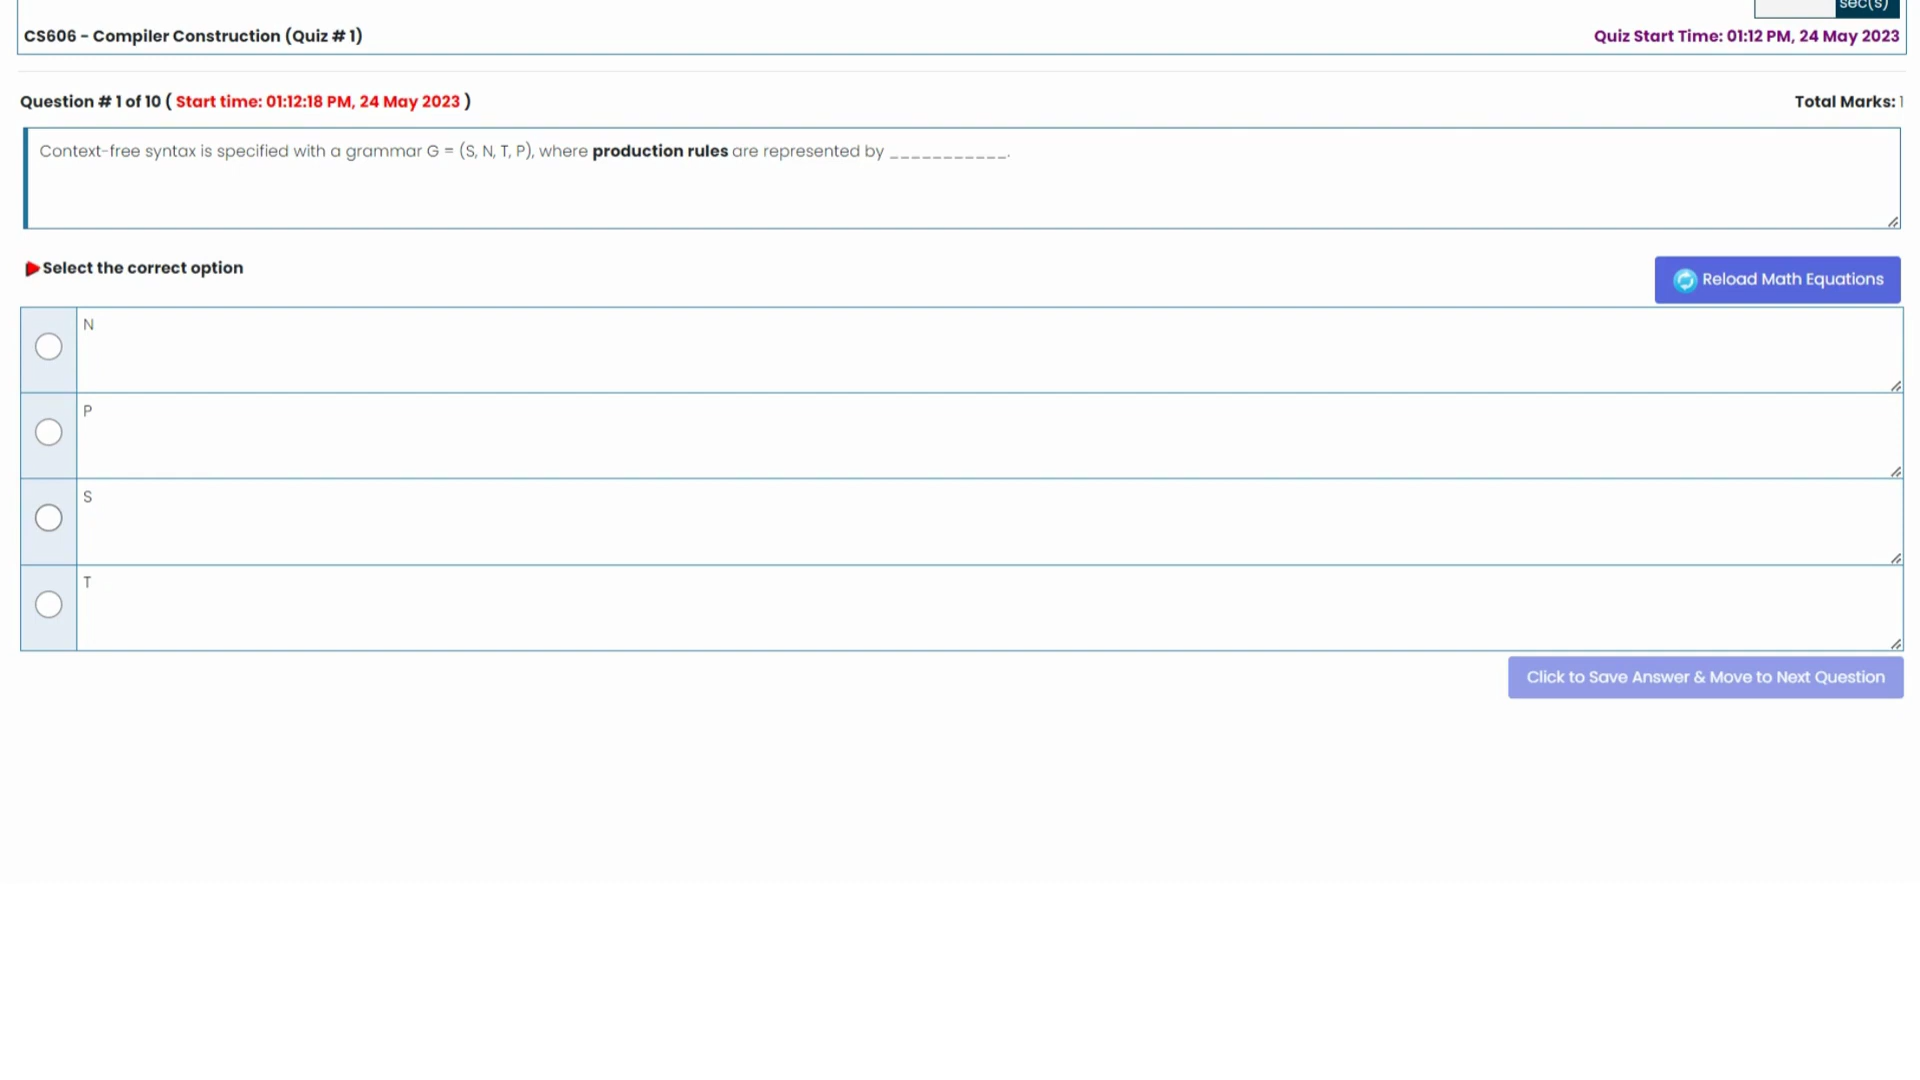 sec(s)
CS606 - Compiler Construction (Quiz # 1)
Quiz Start Time: 01:12 PM, 24 May 2023
Question # 1 of 10 ( Start time: 01:12:18 PM, 24 May 2023 )
Total Marks: 1
Context-free syntax is specified with a grammar G = (S, N, T, P), where production rules are represented by ___________.
Select the correct option
Reload Math Equations
N
P
S
T
Click to Save Answer & Move to Next Question